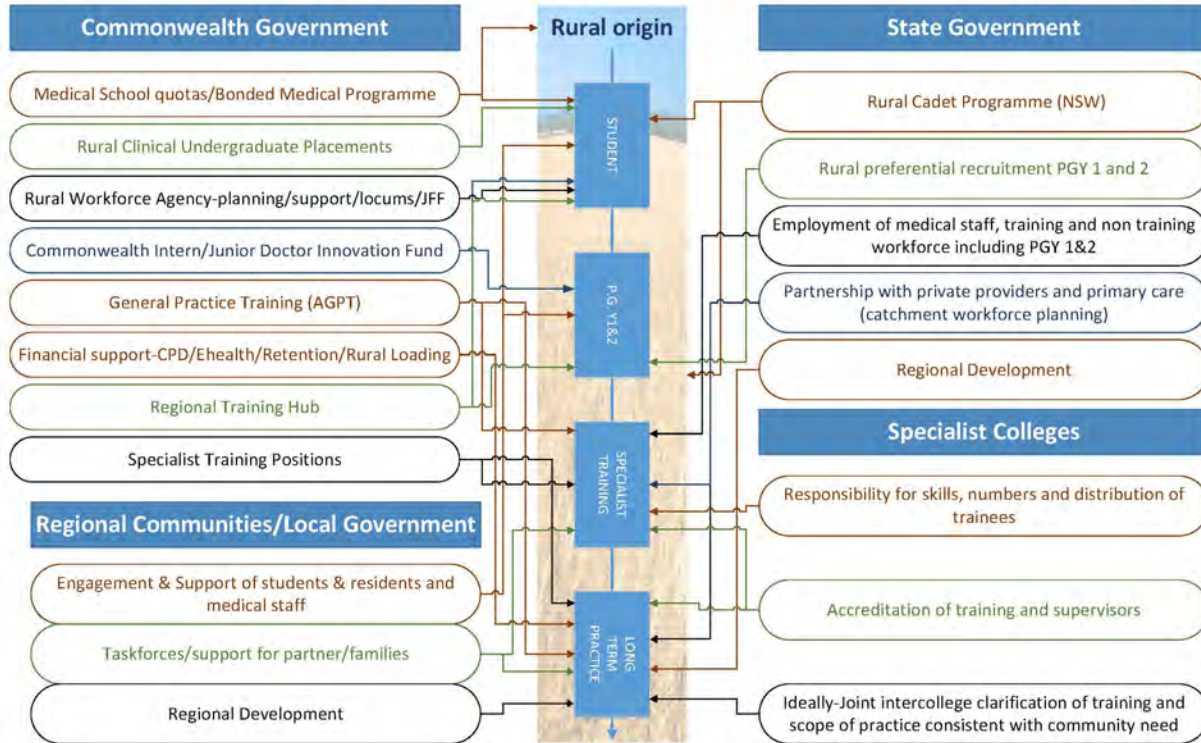 Commonwealth Government
Medical School quotas/Bonded Medical Programme
Rural Clinical Undergraduate Placements
Rural Workforce Agency-planning/support/locums/JFF
Commonwealth Intern/Junior Doctor Innovation Fund
General Practice Training (AGPT)
Financial support-CPD/Ehealth/Retention/Rural Loading
Regional Training Hub
Specialist Training Positions
Regional Communities/Local Government
Engagement & Support of students & residents and
medical staff
Taskforces/support for partner/families
Regional Development
Rural origin
STUDENT
P.G. Y1&2
SPECIALIST
TRAINING
LONG
TERM
PRACTICE
State Government
Rural Cadet Programme (NSW)
Rural preferential recruitment PGY 1 and 2
Employment of medical staff, training and non training
workforce including PGY 1&2
Partnership with private providers and primary care
(catchment workforce planning)
Regional Development
Specialist Colleges
Responsibility for skills, numbers and distribution of
trainees
Accreditation of training and supervisors
Ideally-Joint intercollege clarification of training and
scope of practice consistent with community need